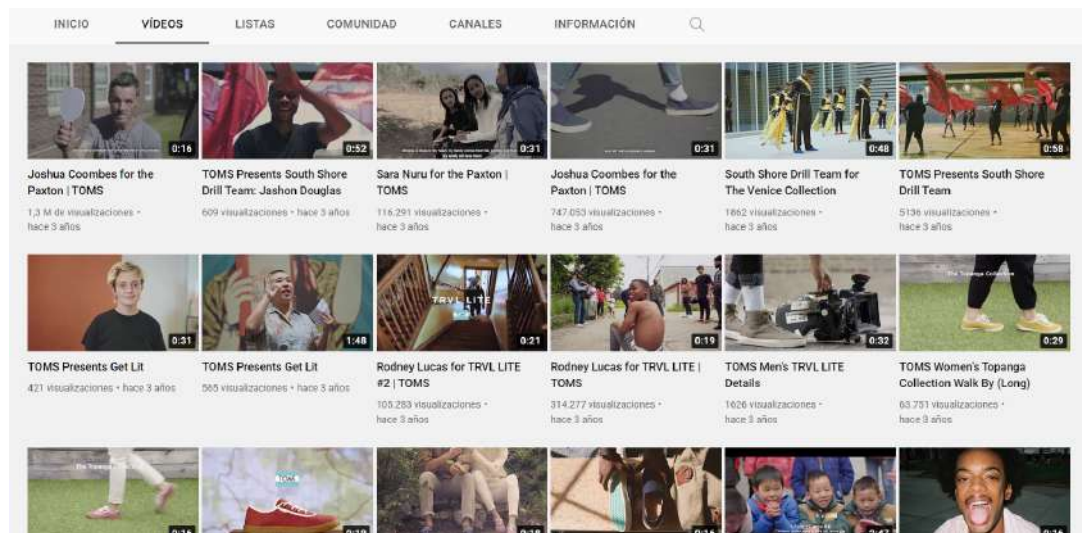 INICIO VÍDEOS LISTAS COMUNIDAD CANALES INFORMACIÓN
0:16 0:52 0:31 0:31 0:48 0:58
Joshua Coombes for the
Paxton | TOMS
1,3 M de visualizaciones •
hace 3 años
TOMS Presents South Shore
Drill Team: Jashon Douglas
609 visualizaciones • hace 3 años
Sara Nuru for the Paxton |
TOMS
116.291 visualizaciones •
hace 3 años
Joshua Coombes for the
Paxton | TOMS
747.053 visualizaciones •
hace 3 años
South Shore Drill Team for
The Venice Collection
1862 visualizaciones •
hace 3 años
TOMS Presents South Shore
Drill Team
5136 visualizaciones •
hace 3 años
TRVL LITE
The Topanga Collection
0:31 1:48 0:21 0:19 0:32 0:29
TOMS Presents Get Lit
421 visualizaciones • hace 3 años
TOMS Presents Get Lit
565 visualizaciones • hace 3 años
Rodney Lucas for TRVL LITE
#2 | TOMS
105.283 visualizaciones •
hace 3 años
Rodney Lucas for TRVL LITE |
TOMS
314.277 visualizaciones •
hace 3 años
TOMS Men's TRVL LITE
Details
1626 visualizaciones •
hace 3 años
TOMS Women's Topanga
Collection Walk By (Long)
63.751 visualizaciones •
hace 3 años
The Topanga
TOMS